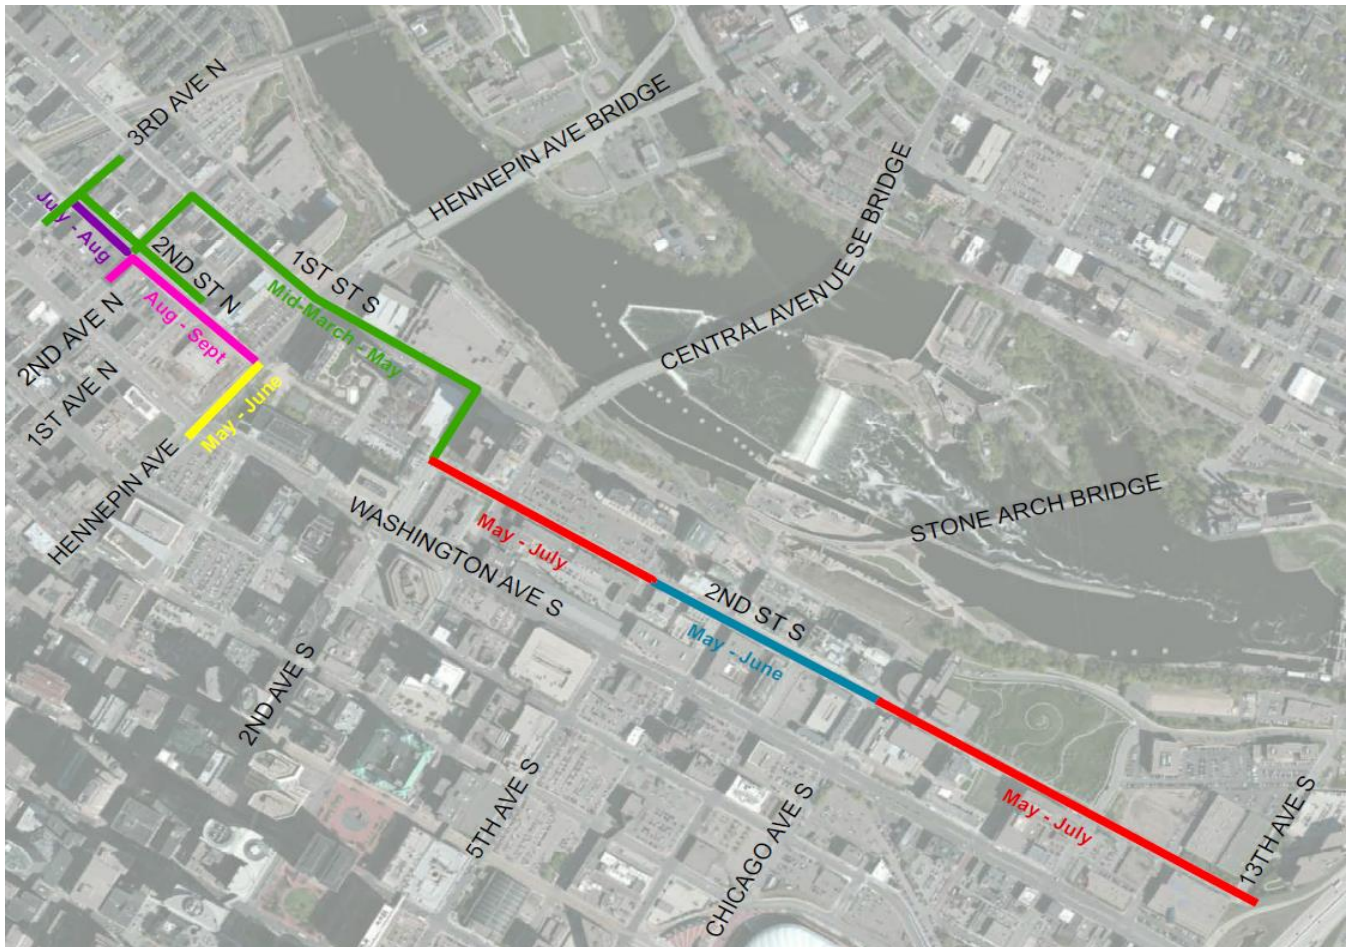 3RD AVE N
HENNEPIN AVE BRIDGE
CENTRAL AVENUE SE BRIDGE
July - Aug
2ND ST N
1ST ST S
Mid-March - May
2ND AVE N
Aug - Sept
1ST AVE N
May - June
HENNEPIN AVE
WASHINGTON AVE S
May - July
STONE ARCH BRIDGE
2ND ST S
May - June
2ND AVE S
5TH AVE S
CHICAGO AVE S
May - July
13TH AVE S